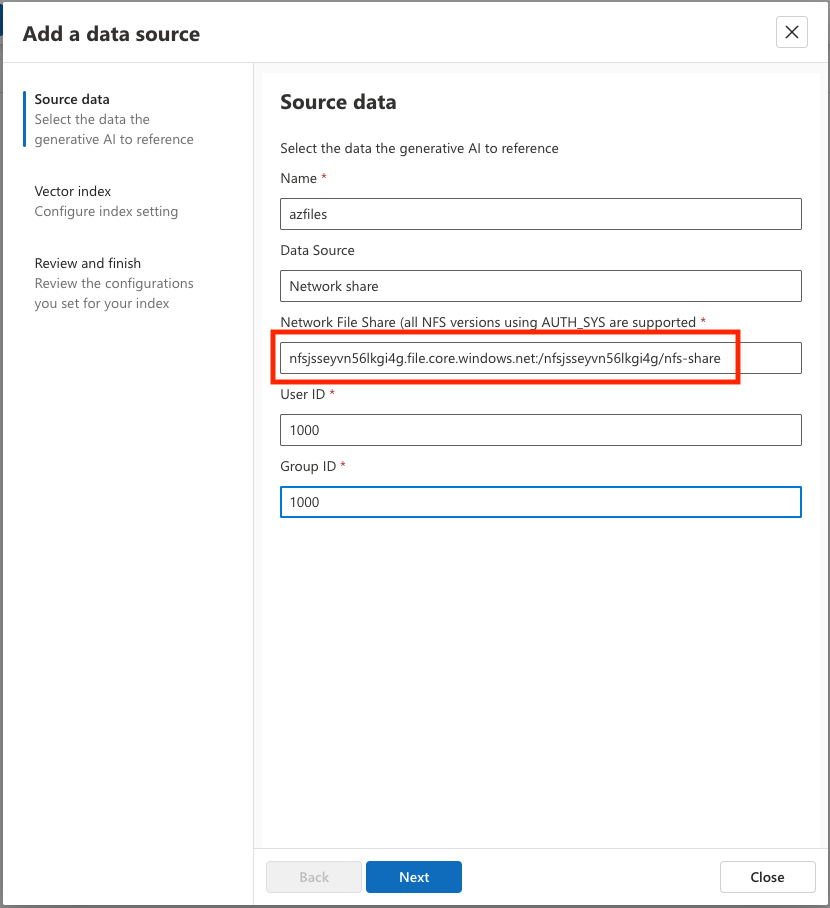 Add a data source
Source data
Select the data the
generative AI to reference
Vector index
Configure index setting
Review and finish
Review the configurations
you set for your index
Source data
Select the data the generative AI to reference
Name *
azfiles
Data Source
Network share
Network File Share (all NFS versions using AUTH_SYS are supported *
nfsjsseyvn56lkgi4g.file.core.windows.net:/nfsjsseyvn56lkgi4g/nfs-share
User ID *
1000
Group ID *
1000
Back
Next
Close